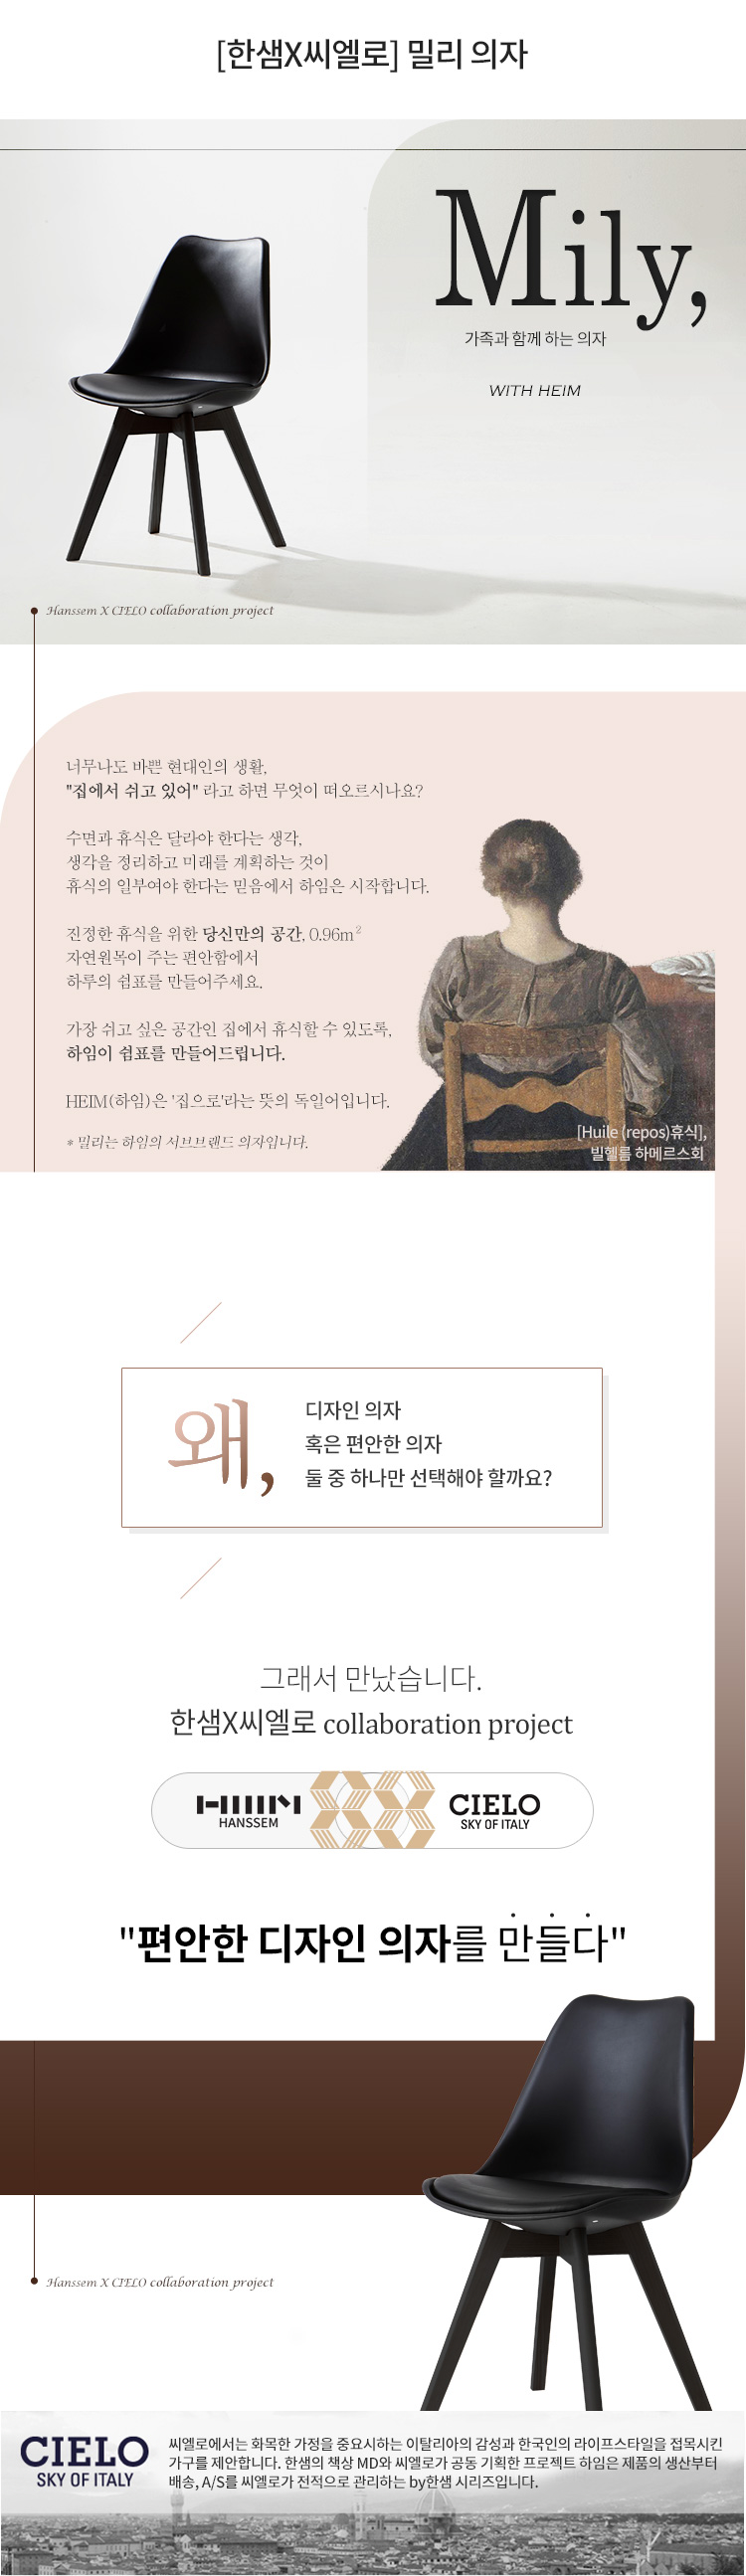 [한샘X씨엘로] 밀리 의자
Mily,
가족과 함께 하는 의자
WITH HEIM
Hanssem X CIELO collaboration project
너무나도 바쁜 현대인의 생활,
"집에서 쉬고 있어" 라고 하면 무엇이 떠오르시나요?
수면과 휴식은 달라야 한다는 생각,
생각을 정리하고 미래를 계획하는 것이
휴식의 일부여야 한다는 믿음에서 하임은 시작합니다.
진정한 휴식을 위한 당신만의 공간, 0.96m²
자연원목이 주는 편안함에서
하루의 쉼표를 만들어주세요.
가장 쉬고 싶은 공간인 집에서 휴식할 수 있도록,
하임이 쉼표를 만들어드립니다.
HEIM(하임)은 '집으로'라는 뜻의 독일어입니다.
* 밀리는 하임의 서브브랜드 의자입니다.
[Huile (repos)휴식],
빌헬름 하메르스회
왜,
디자인 의자
혹은 편안한 의자
둘 중 하나만 선택해야 할까요?
그래서 만났습니다.
한샘X씨엘로 collaboration project
HANSSEM
CIELO
SKY OF ITALY
"편안한 디자인 의자를 만들다"
Hanssem X CIELO collaboration project
CIELO
SKY OF ITALY
씨엘로에서는 화목한 가정을 중요시하는 이탈리아의 감성과 한국인의 라이프스타일을 접목시킨
가구를 제안합니다. 한샘의 책상 MD와 씨엘로가 공동 기획한 프로젝트 하임은 제품의 생산부터
배송, A/S를 씨엘로가 전적으로 관리하는 by한샘 시리즈입니다.